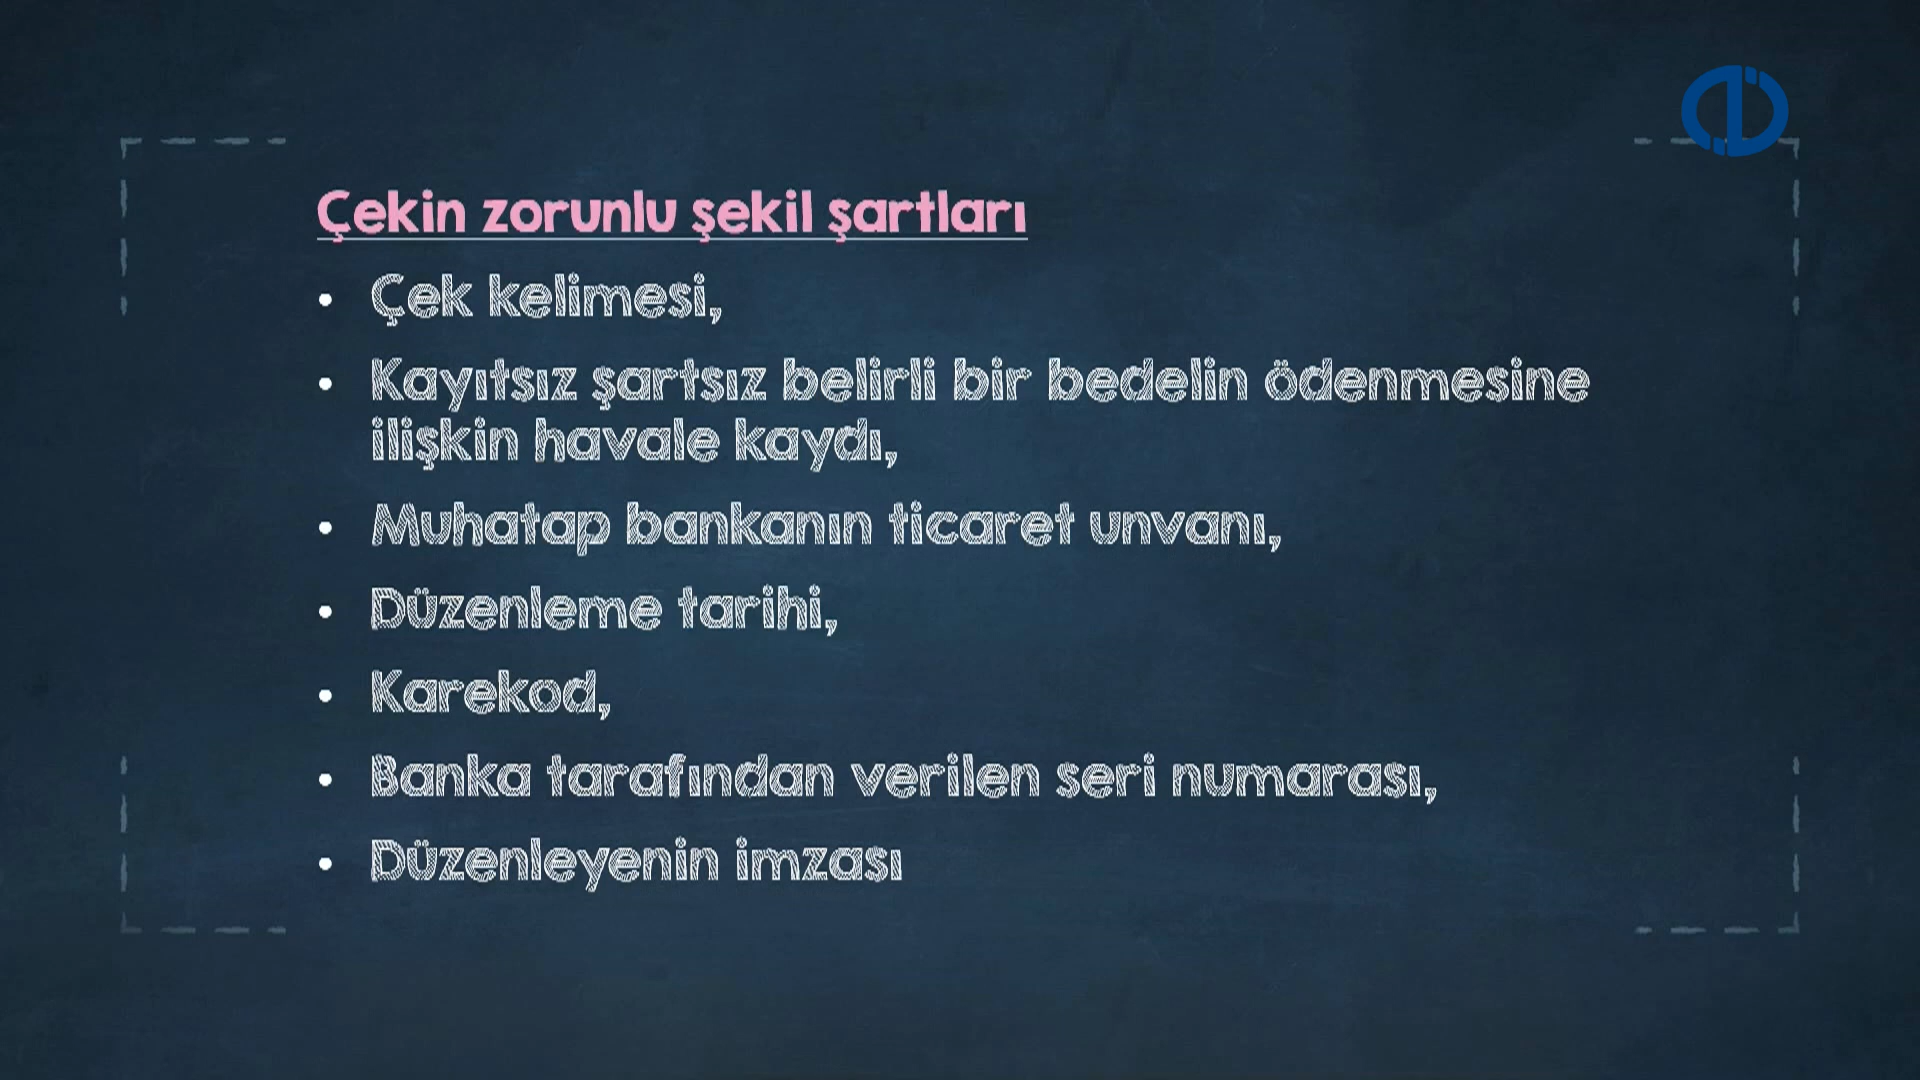 Çekin zorunlu şekil şartları
• Çek kelimesi,
• Kayıtsız şartsız belirli bir bedelin ödenmesine
ilişkin havale kaydı,
• Muhatap bankanın ticaret unvanı,
• Düzenleme tarihi,
• Karekod,
• Banka tarafından verilen seri numarası,
• Düzenleyenin imzası